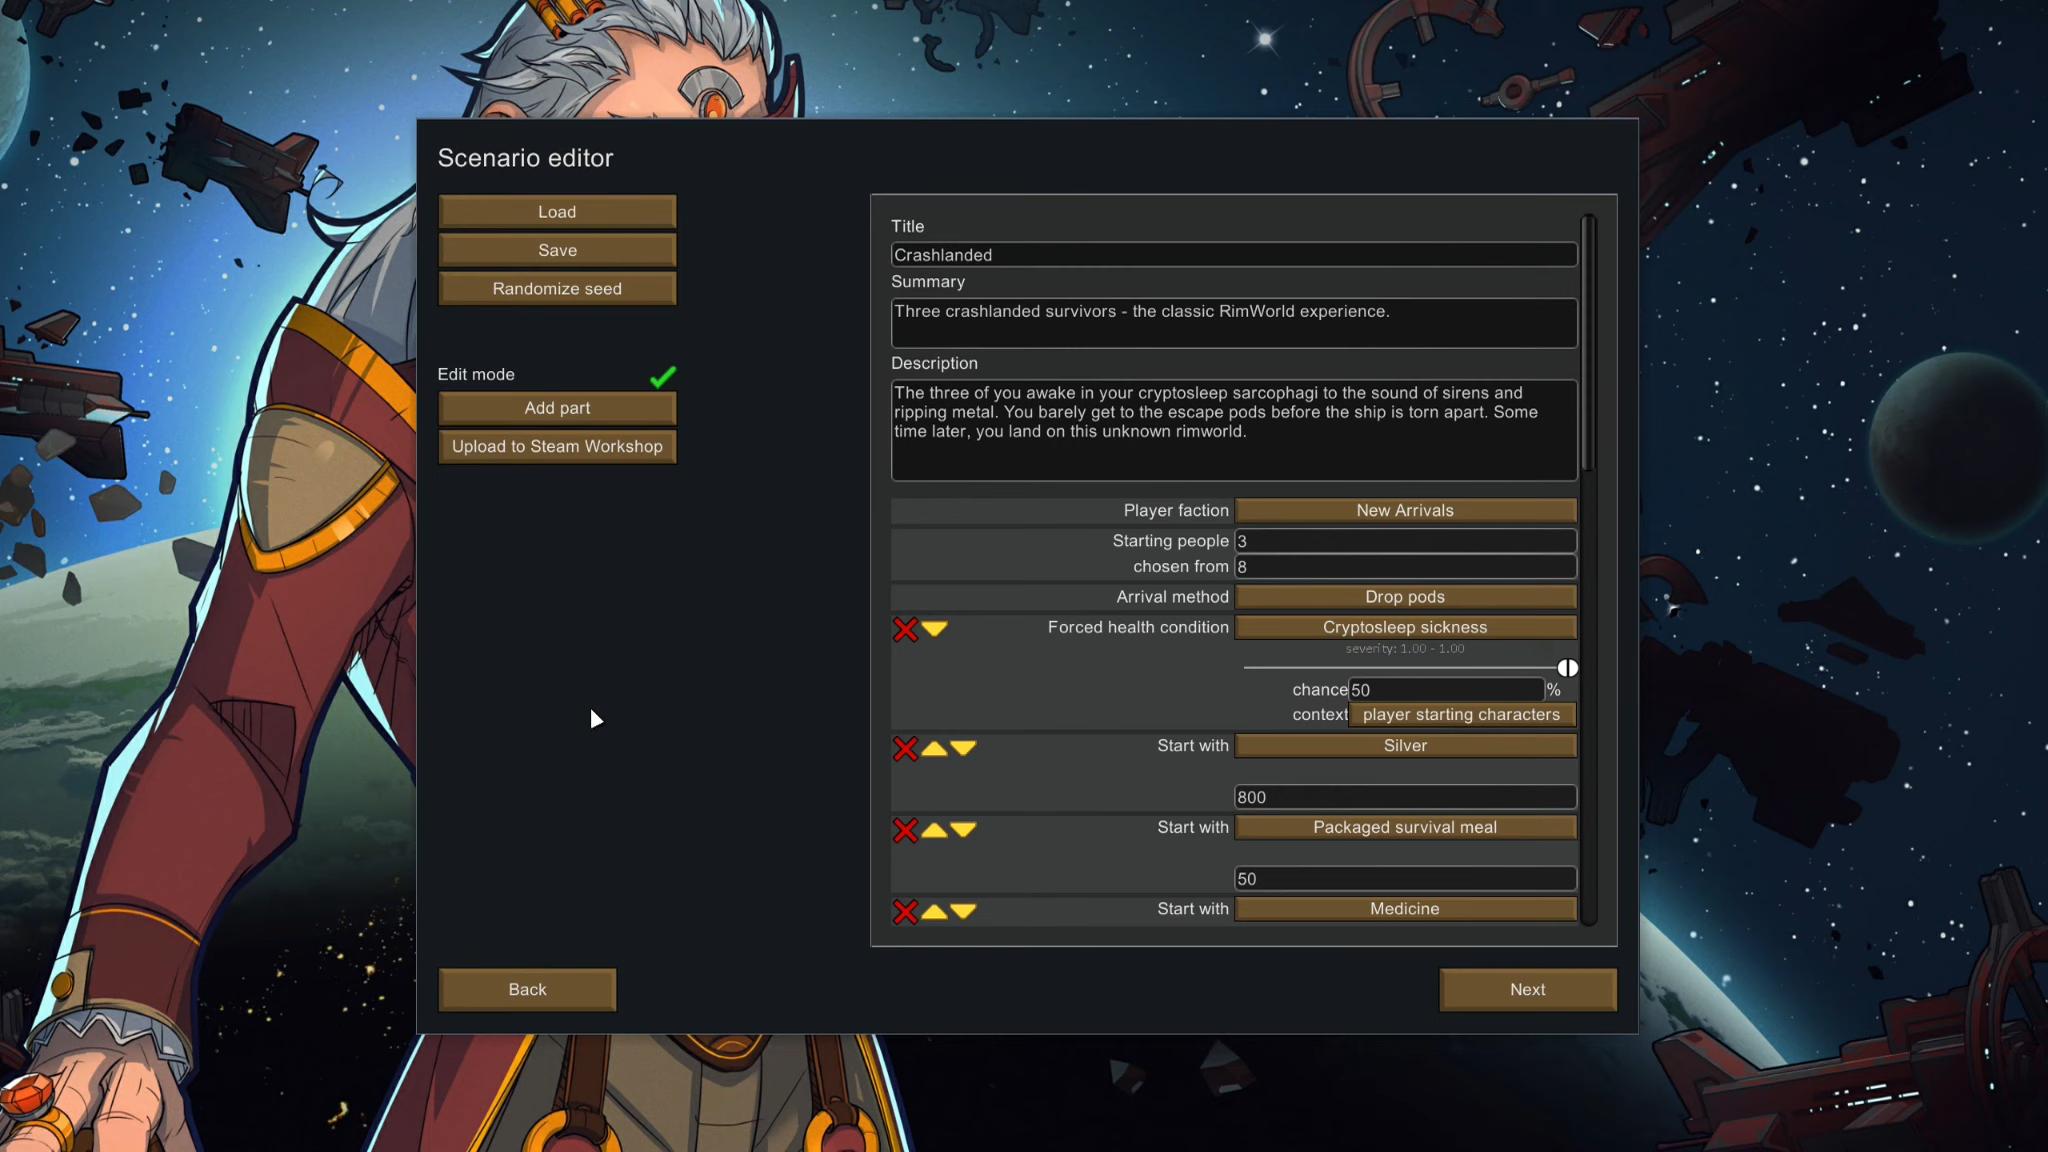 Scenario editor
Load
Save
Randomize seed
Edit mode
Add part
Upload to Steam Workshop
Title
Crashlanded
Summary
Three crashlanded survivors - the classic RimWorld experience.
Description
The three of you awake in your cryptosleep sarcophagi to the sound of sirens and
ripping metal. You barely get to the escape pods before the ship is torn apart. Some
time later, you land on this unknown rimworld.
Player faction New Arrivals
Starting people 3
chosen from 8
Arrival method Drop pods
Forced health condition Cryptosleep sickness
severity: 1.00 - 1.00
chance 50 %
context player starting characters
Start with Silver
800
Start with Packaged survival meal
50
Start with Medicine
Back
Next